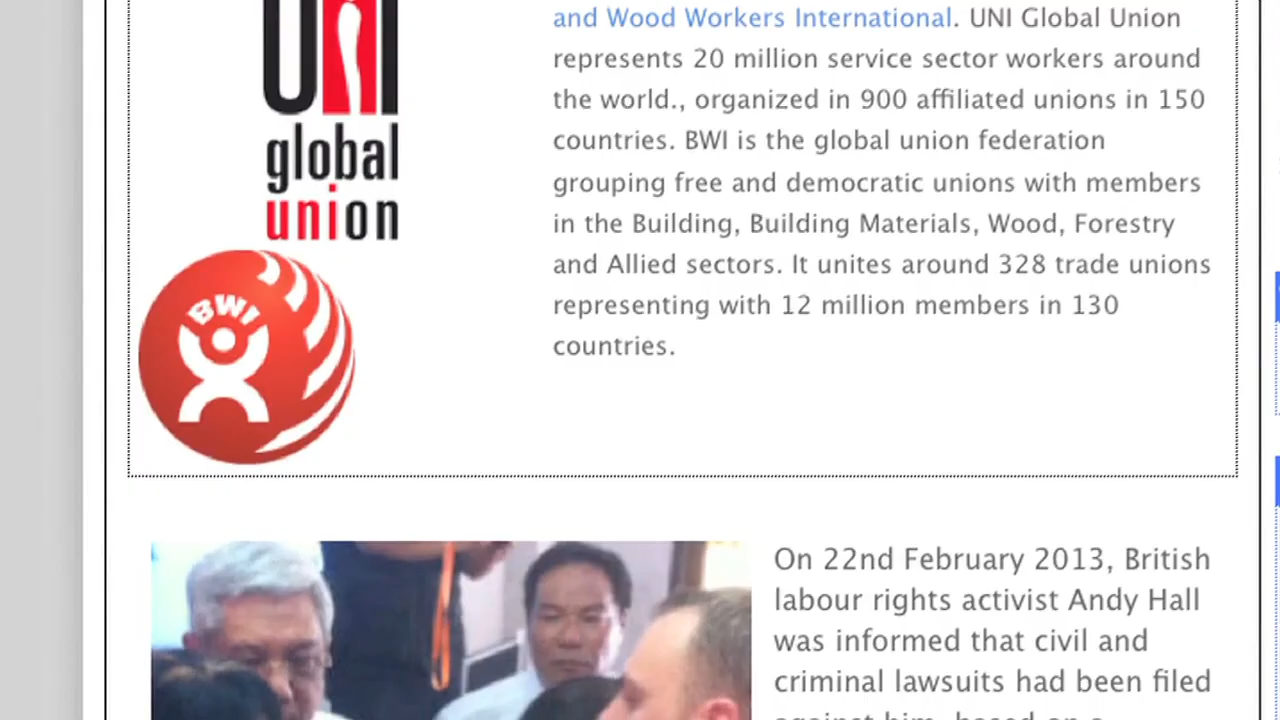 UNI
global
union
BWI
and Wood Workers International. UNI Global Union
represents 20 million service sector workers around
the world., organized in 900 affiliated unions in 150
countries. BWI is the global union federation
grouping free and democratic unions with members
in the Building, Building Materials, Wood, Forestry
and Allied sectors. It unites around 328 trade unions
representing with 12 million members in 130
countries.
On 22nd February 2013, British
labour rights activist Andy Hall
was informed that civil and
criminal lawsuits had been filed
against him, based on a